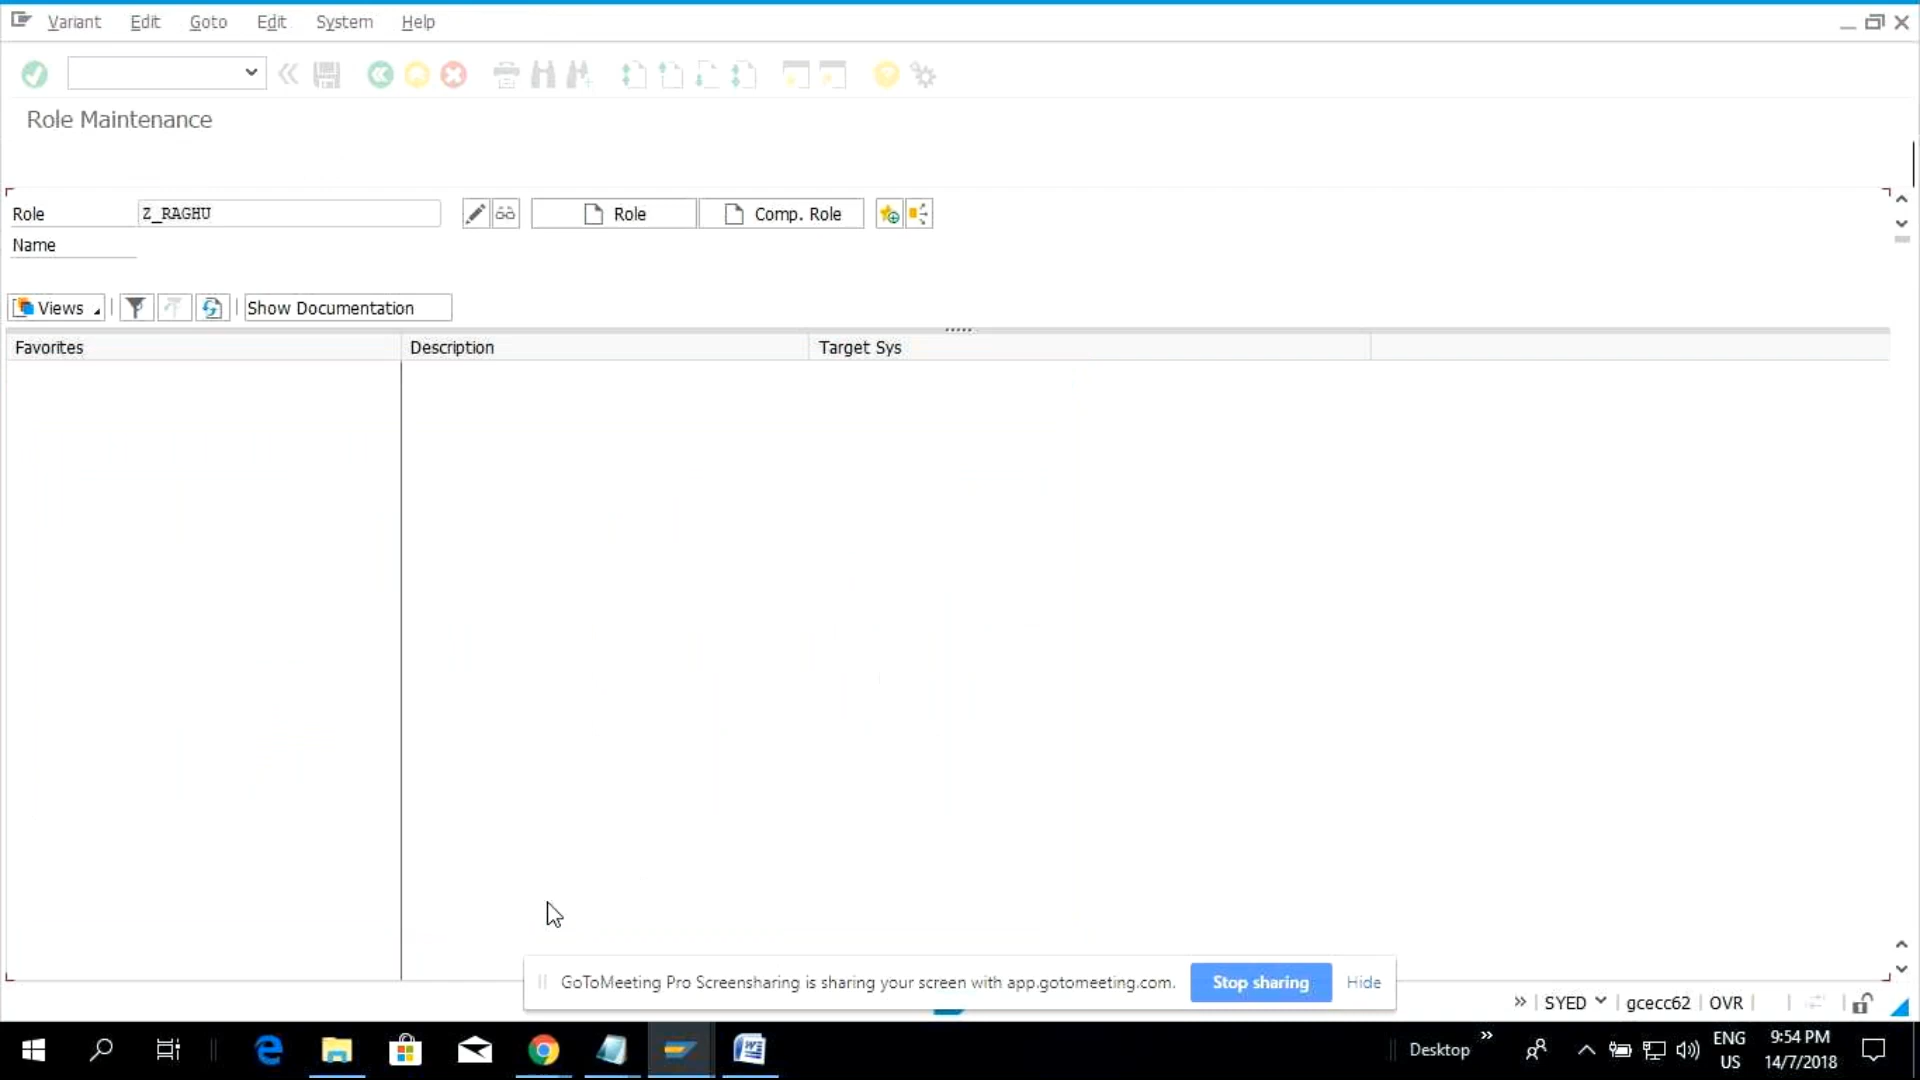 Variant Edit Goto Edit System Help
Role Maintenance
Role Z_RAGHU Role Comp. Role
Name
Views Show Documentation
Favorites Description Target Sys
GoToMeeting Pro Screensharing is sharing your screen with app.gotomeeting.com. Stop sharing Hide
SYED gcecc62 OVR
Desktop ENG 9:54 PM
US 14/7/2018